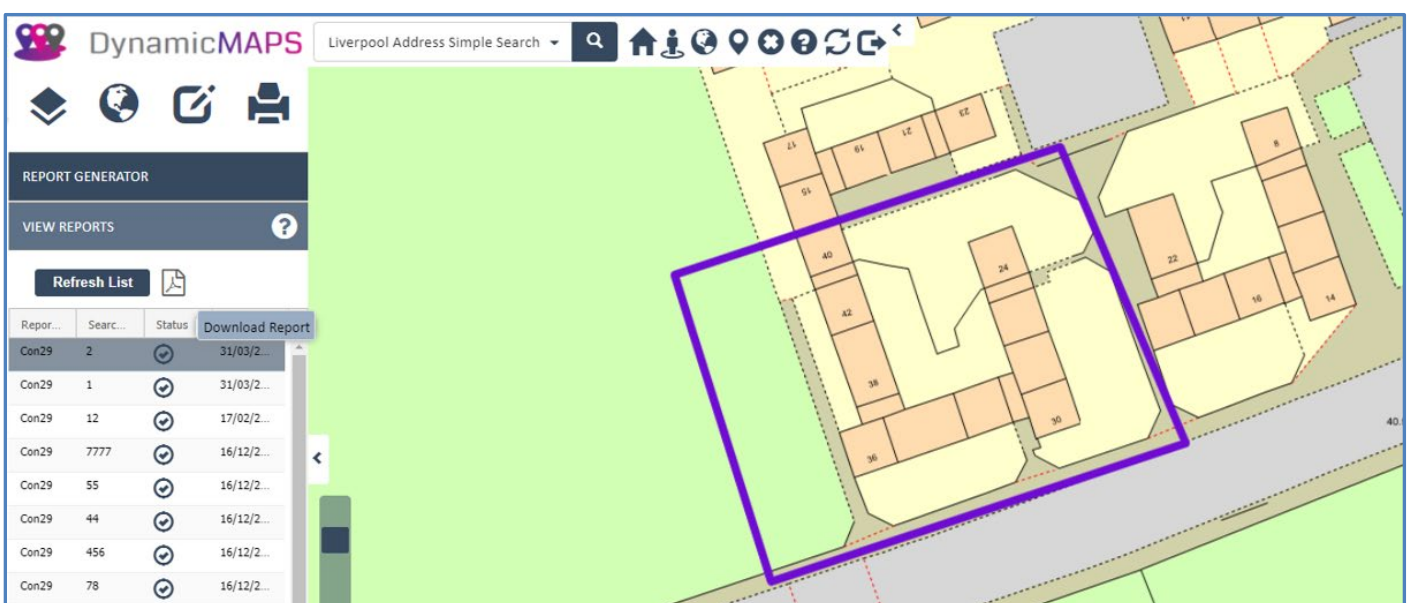 DynamicMAPS
Liverpool Address Simple Search
REPORT GENERATOR
VIEW REPORTS
?
Refresh List
Repor... Searc... Status
Download Report
Con29 2 31/03/2...
Con29 1 31/03/2...
Con29 12 17/02/2...
Con29 7777 16/12/2...
Con29 55 16/12/2...
Con29 44 16/12/2...
Con29 456 16/12/2...
Con29 78 16/12/2...
17
19
21
23
15
40
42
38
36
24
30
8
22
16
14